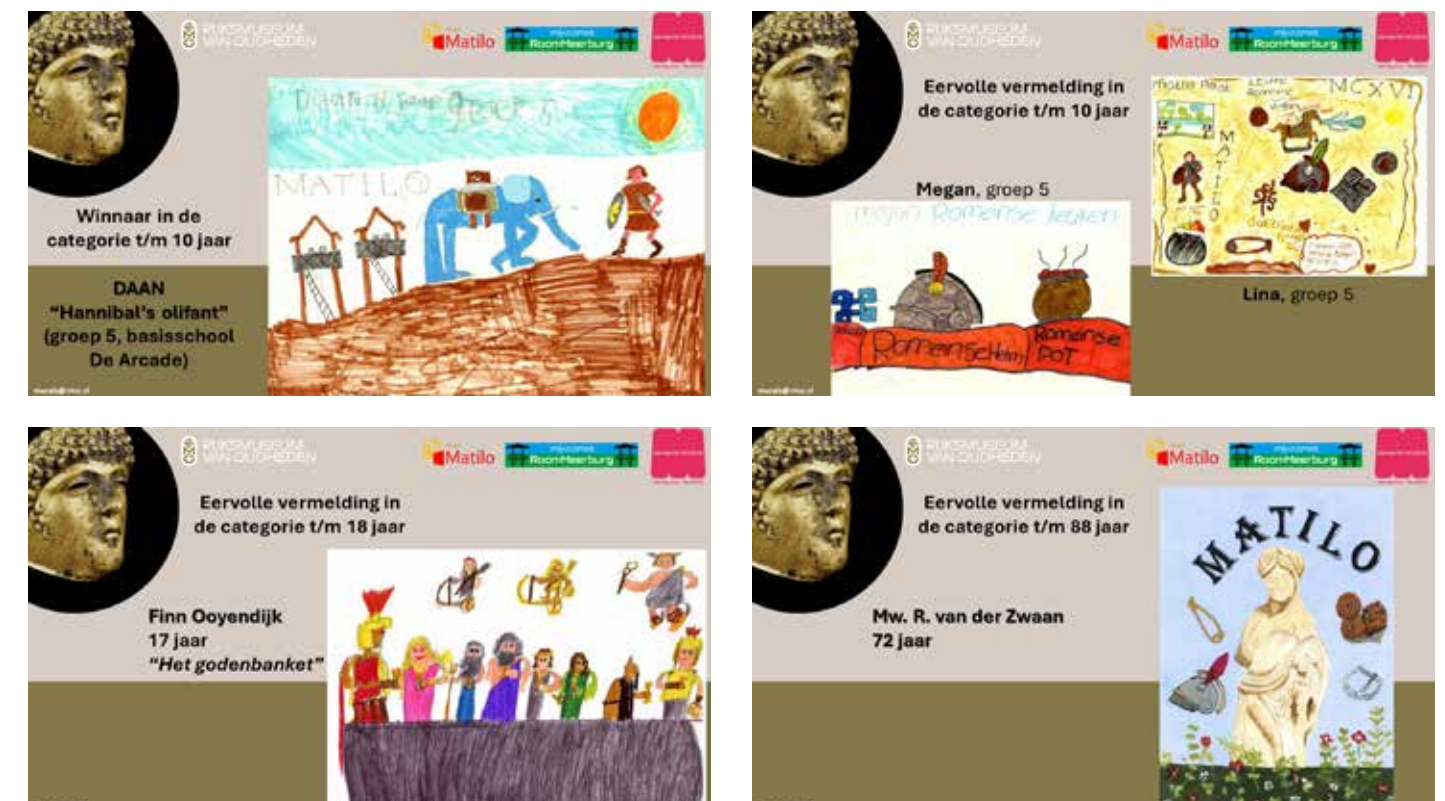 RIJKSMUSEUM
VAN OUDHEDEN
Matilo
RoomMeerburg
Winnaar in de
categorie t/m 10 jaar
DAAN
“Hannibal's olifant”
(groep 5, basisschool
De Arcade)
MATILO
RIJKSMUSEUM
VAN OUDHEDEN
Matilo
RoomMeerburg
Eervolle vermelding in
de categorie t/m 10 jaar
Megan, groep 5
Romense keuken
Romense Helm
Romense
POT
MCXVI
MATILO
Lina, groep 5
RIJKSMUSEUM
VAN OUDHEDEN
Matilo
RoomMeerburg
Eervolle vermelding in
de categorie t/m 18 jaar
Finn Ooyendijk
17 jaar
“Het godenbanket”
RIJKSMUSEUM
VAN OUDHEDEN
Matilo
RoomMeerburg
Eervolle vermelding in
de categorie t/m 88 jaar
Mw. R. van der Zwaan
72 jaar
MATILO